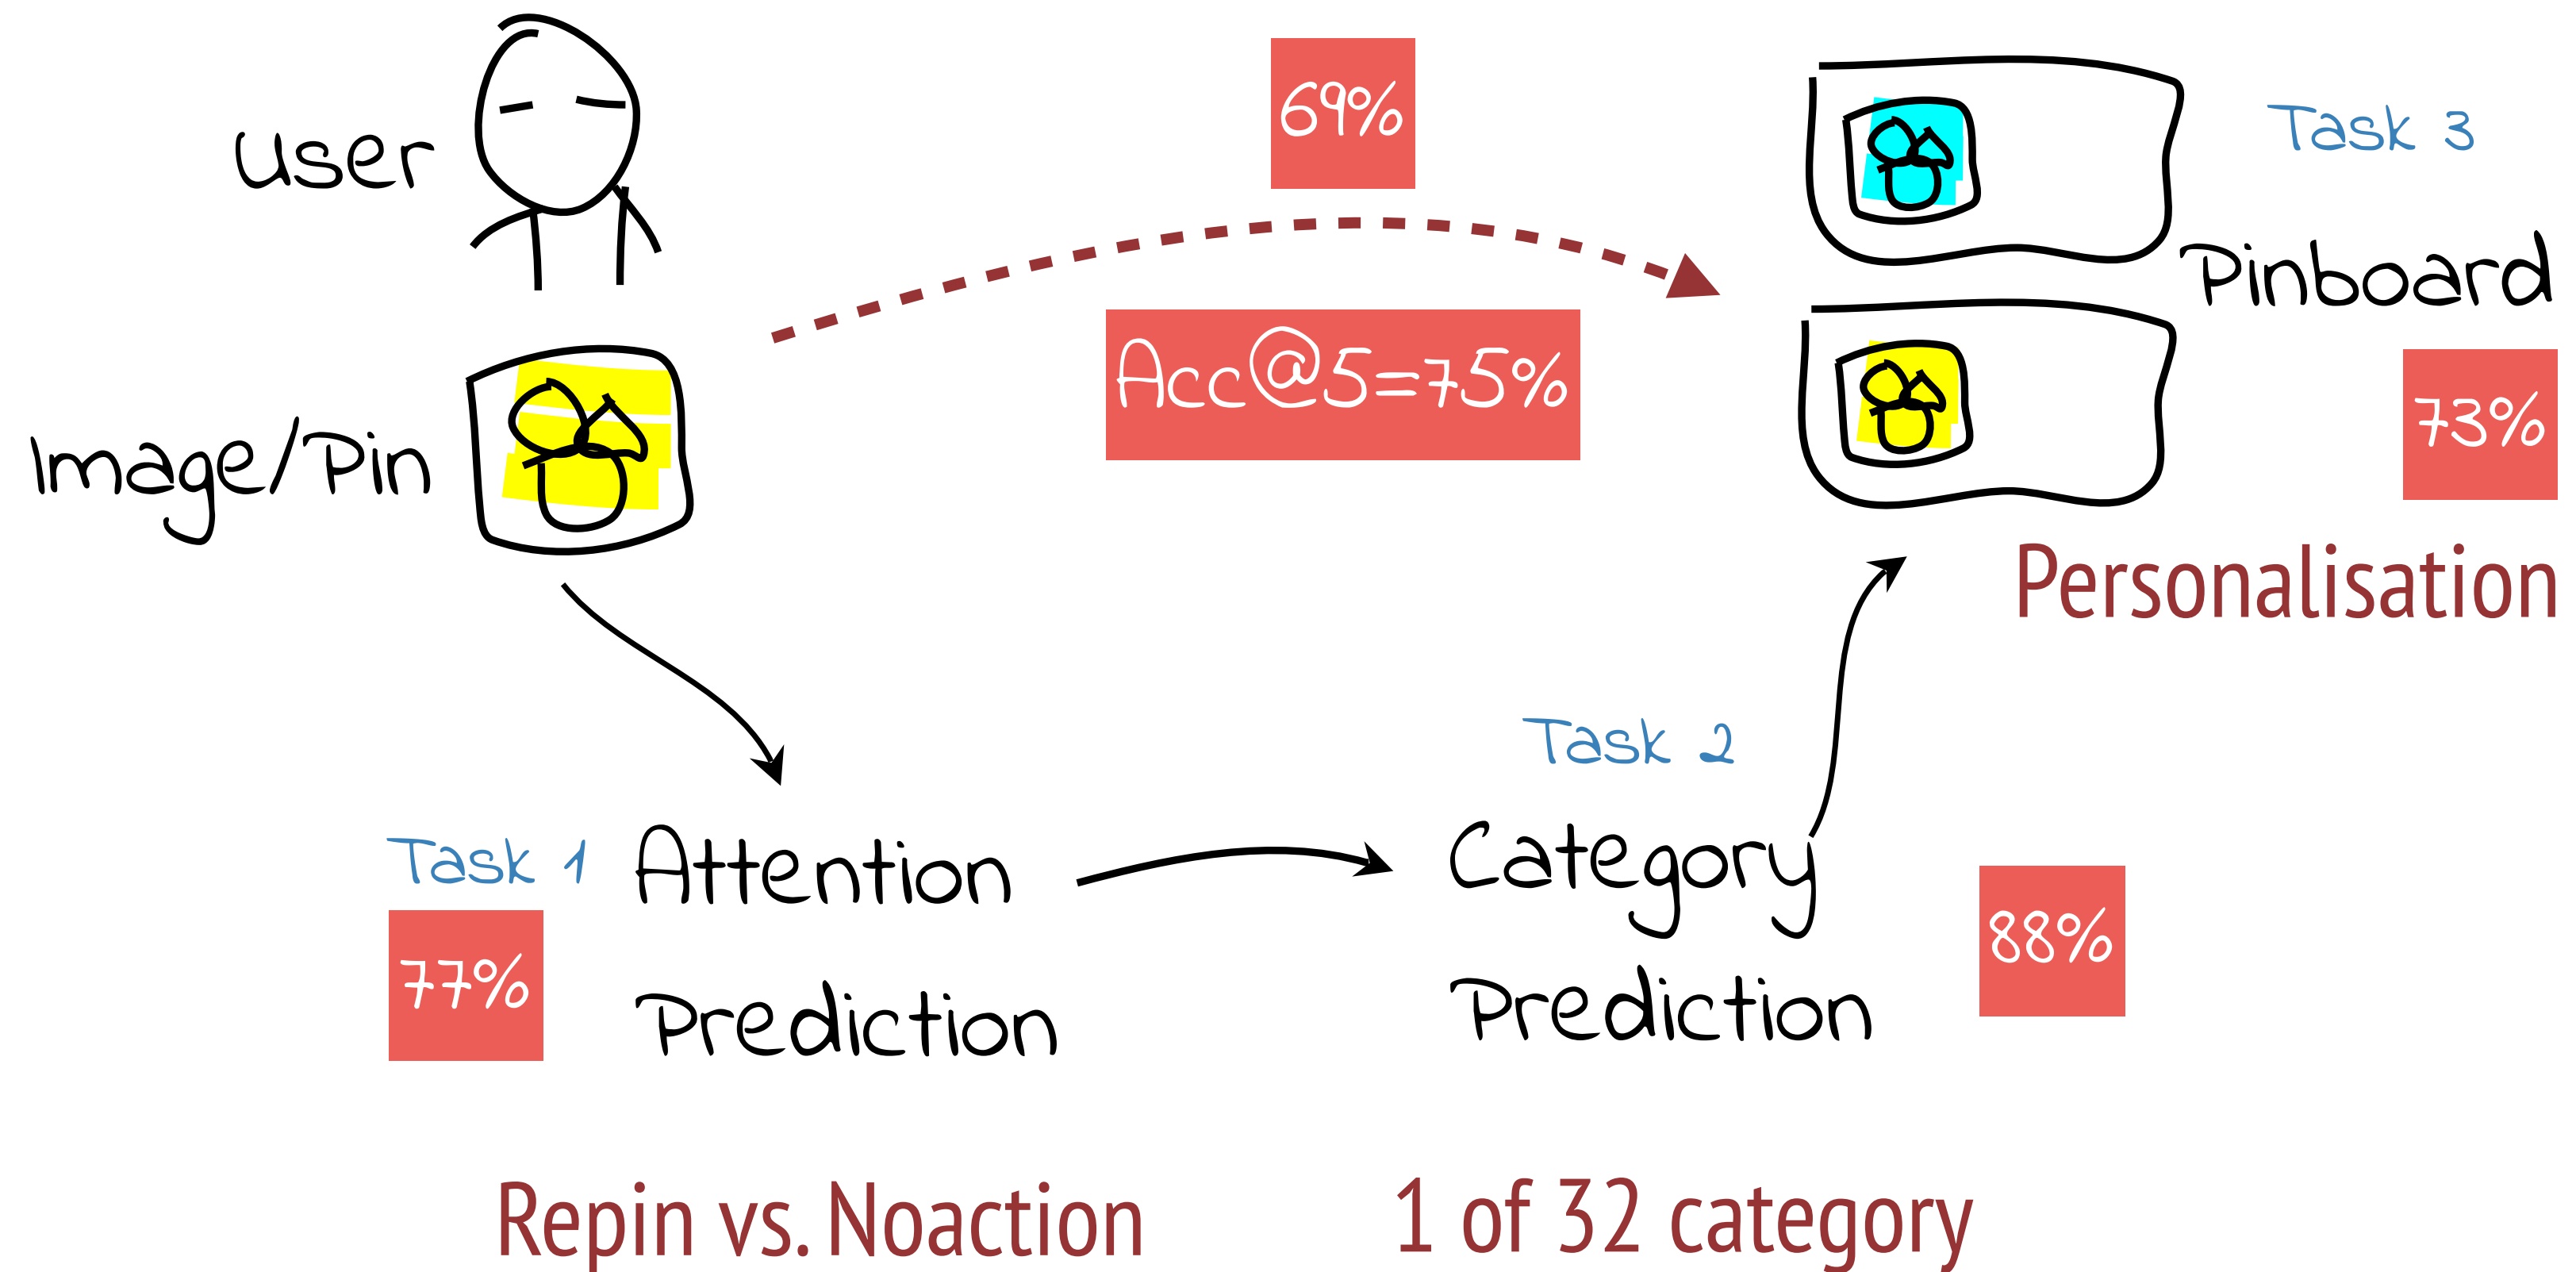 User
Image/Pin
69%
Acc@5=75%
Task 3
Pinboard
73%
Personalisation
Task 1
Attention
Prediction
77%
Task 2
Category
Prediction
88%
Repin vs. Noaction
1 of 32 category